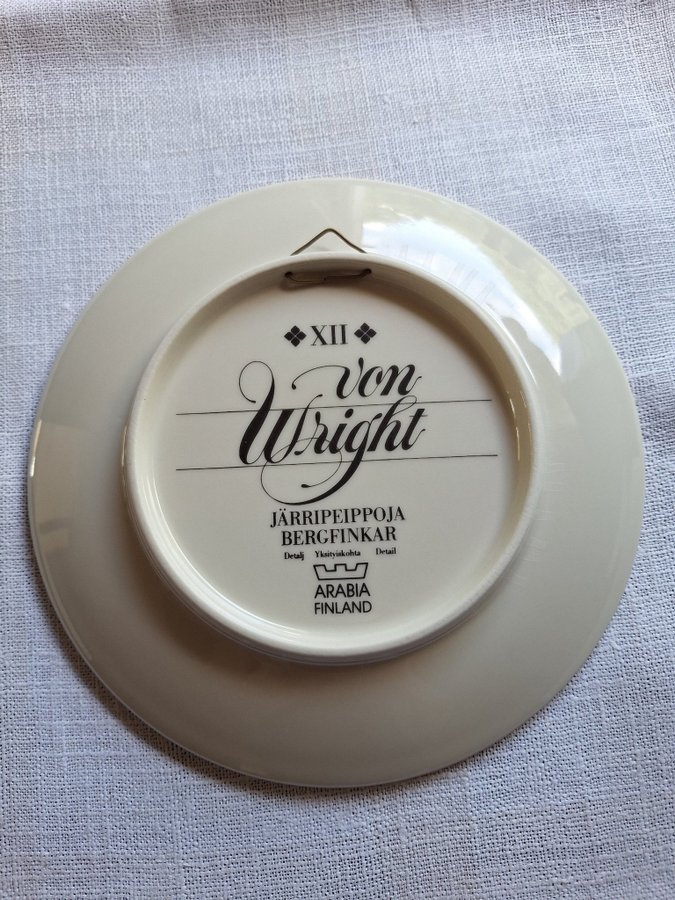 XII
von
Wright
JÄRRIPEIPPOJA
BERGFINKAR
Detalj Yksityiskohta Detail
ARABIA
FINLAND